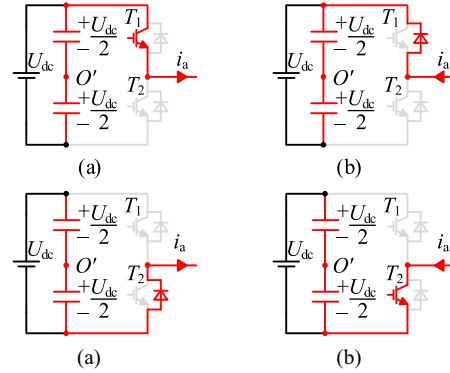 U_dc + U_dc/2 − O′ + U_dc/2 − T_1 T_2 i_a
(a)
U_dc + U_dc/2 − O′ + U_dc/2 − T_1 T_2 i_a
(b)
U_dc + U_dc/2 − O′ + U_dc/2 − T_1 T_2 i_a
(a)
U_dc + U_dc/2 − O′ + U_dc/2 − T_1 T_2 i_a
(b)